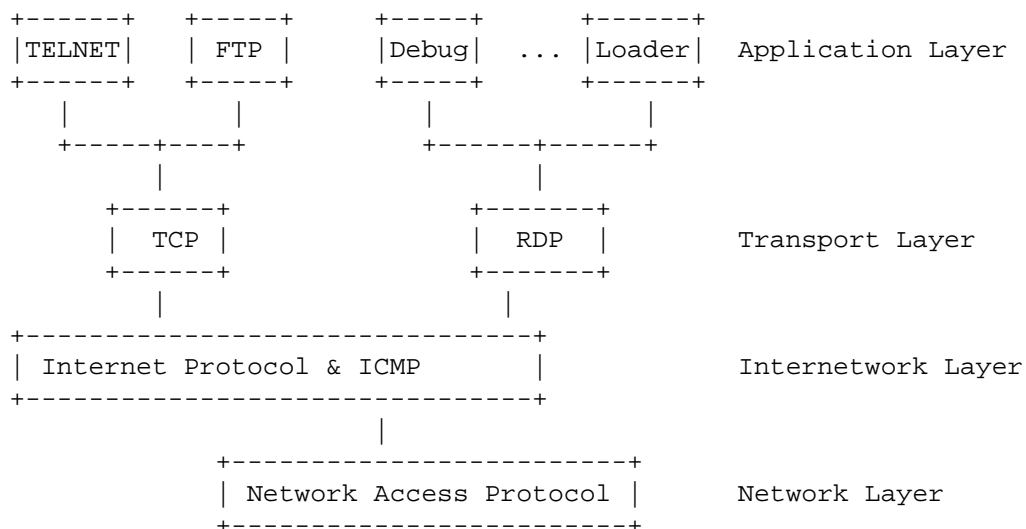 TELNET FTP Debug ... Loader Application Layer
TCP RDP Transport Layer
Internet Protocol & ICMP Internetwork Layer
Network Access Protocol Network Layer